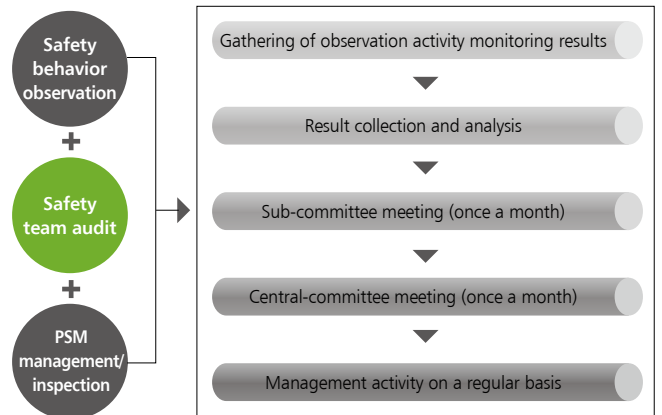 Safety
behavior
observation
+
Safety
team audit
+
PSM
management/
inspection
Gathering of observation activity monitoring results
Result collection and analysis
Sub-committee meeting (once a month)
Central-committee meeting (once a month)
Management activity on a regular basis